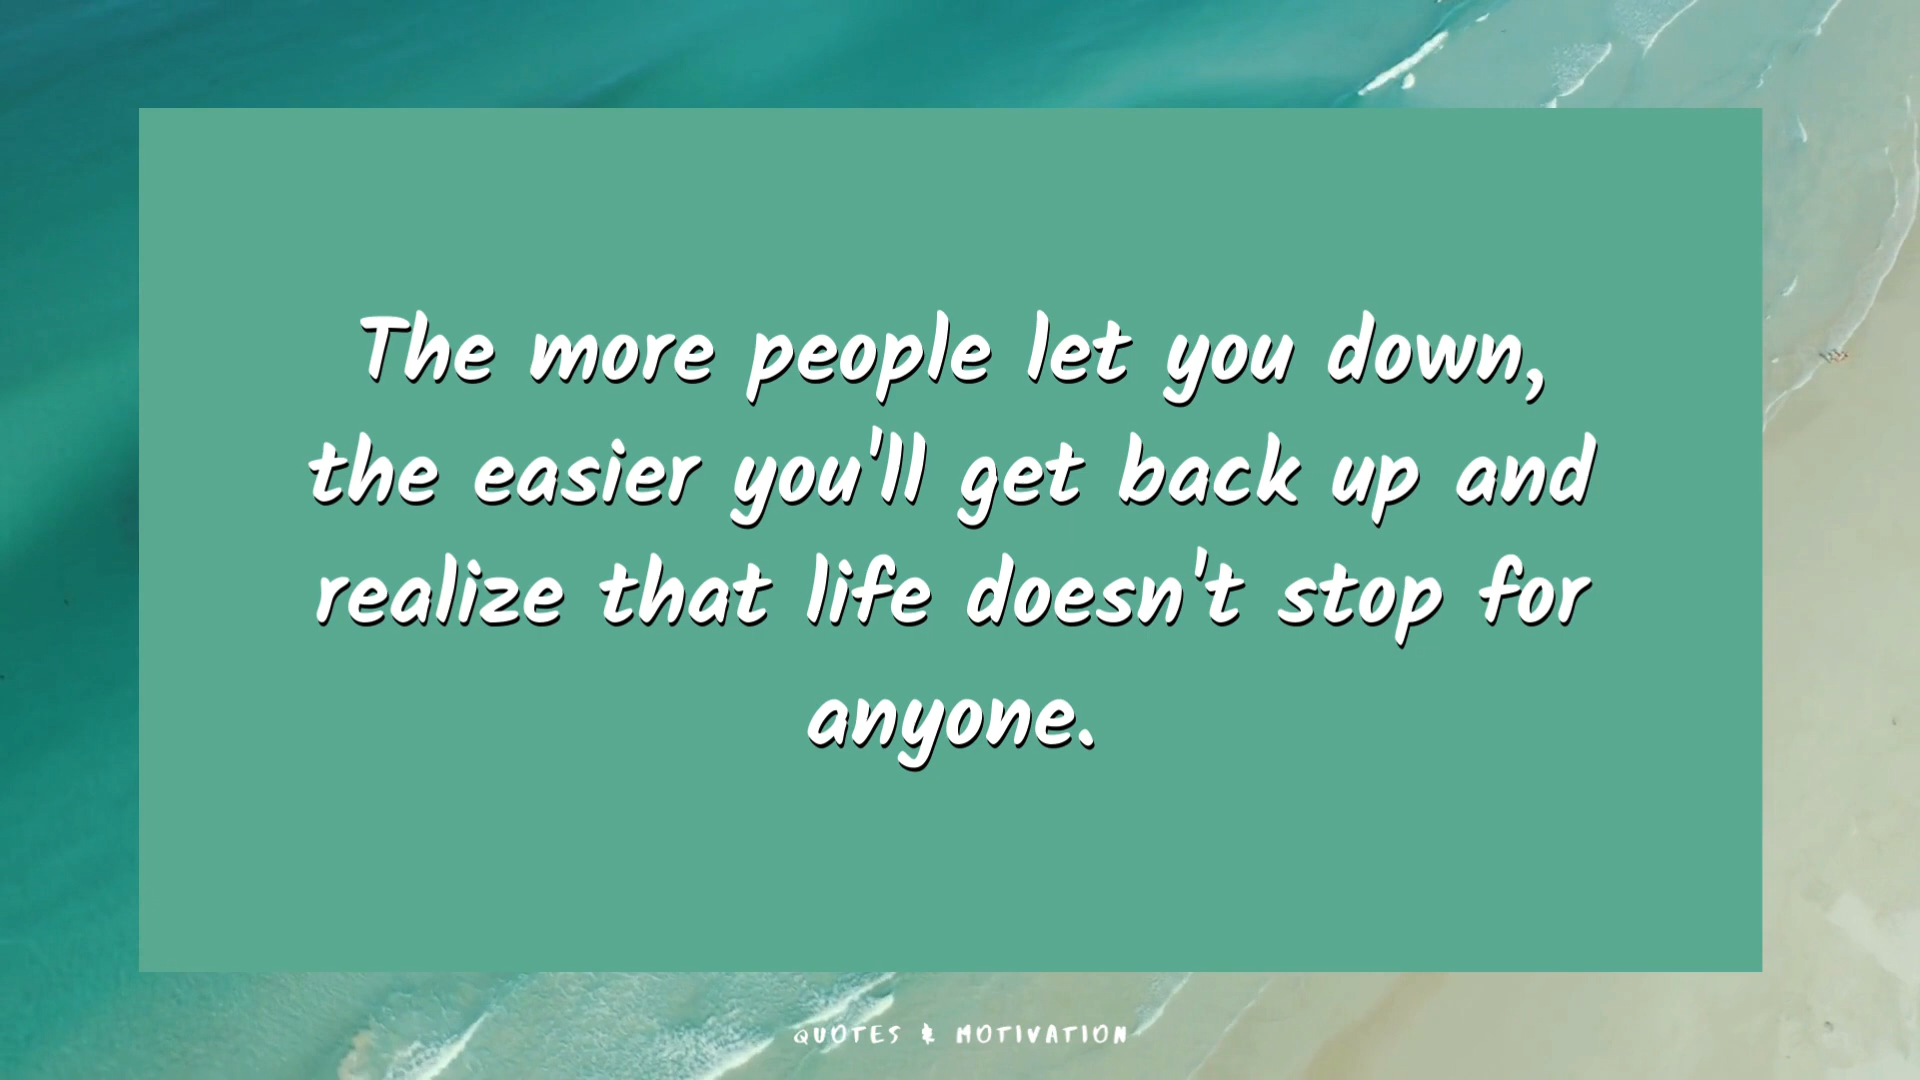 The more people let you down,
the easier you'll get back up and
realize that life doesn't stop for
anyone.
QUOTES & MOTIVATION